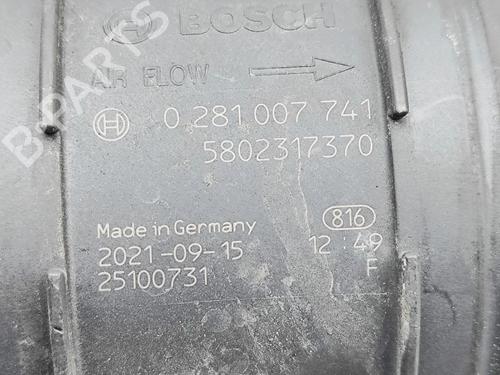 BOSCH
AIR FLOW
0 281 007 741
5802317370
Made in Germany
816
2021-09-15
12:49
25100731
F
B-PARTS